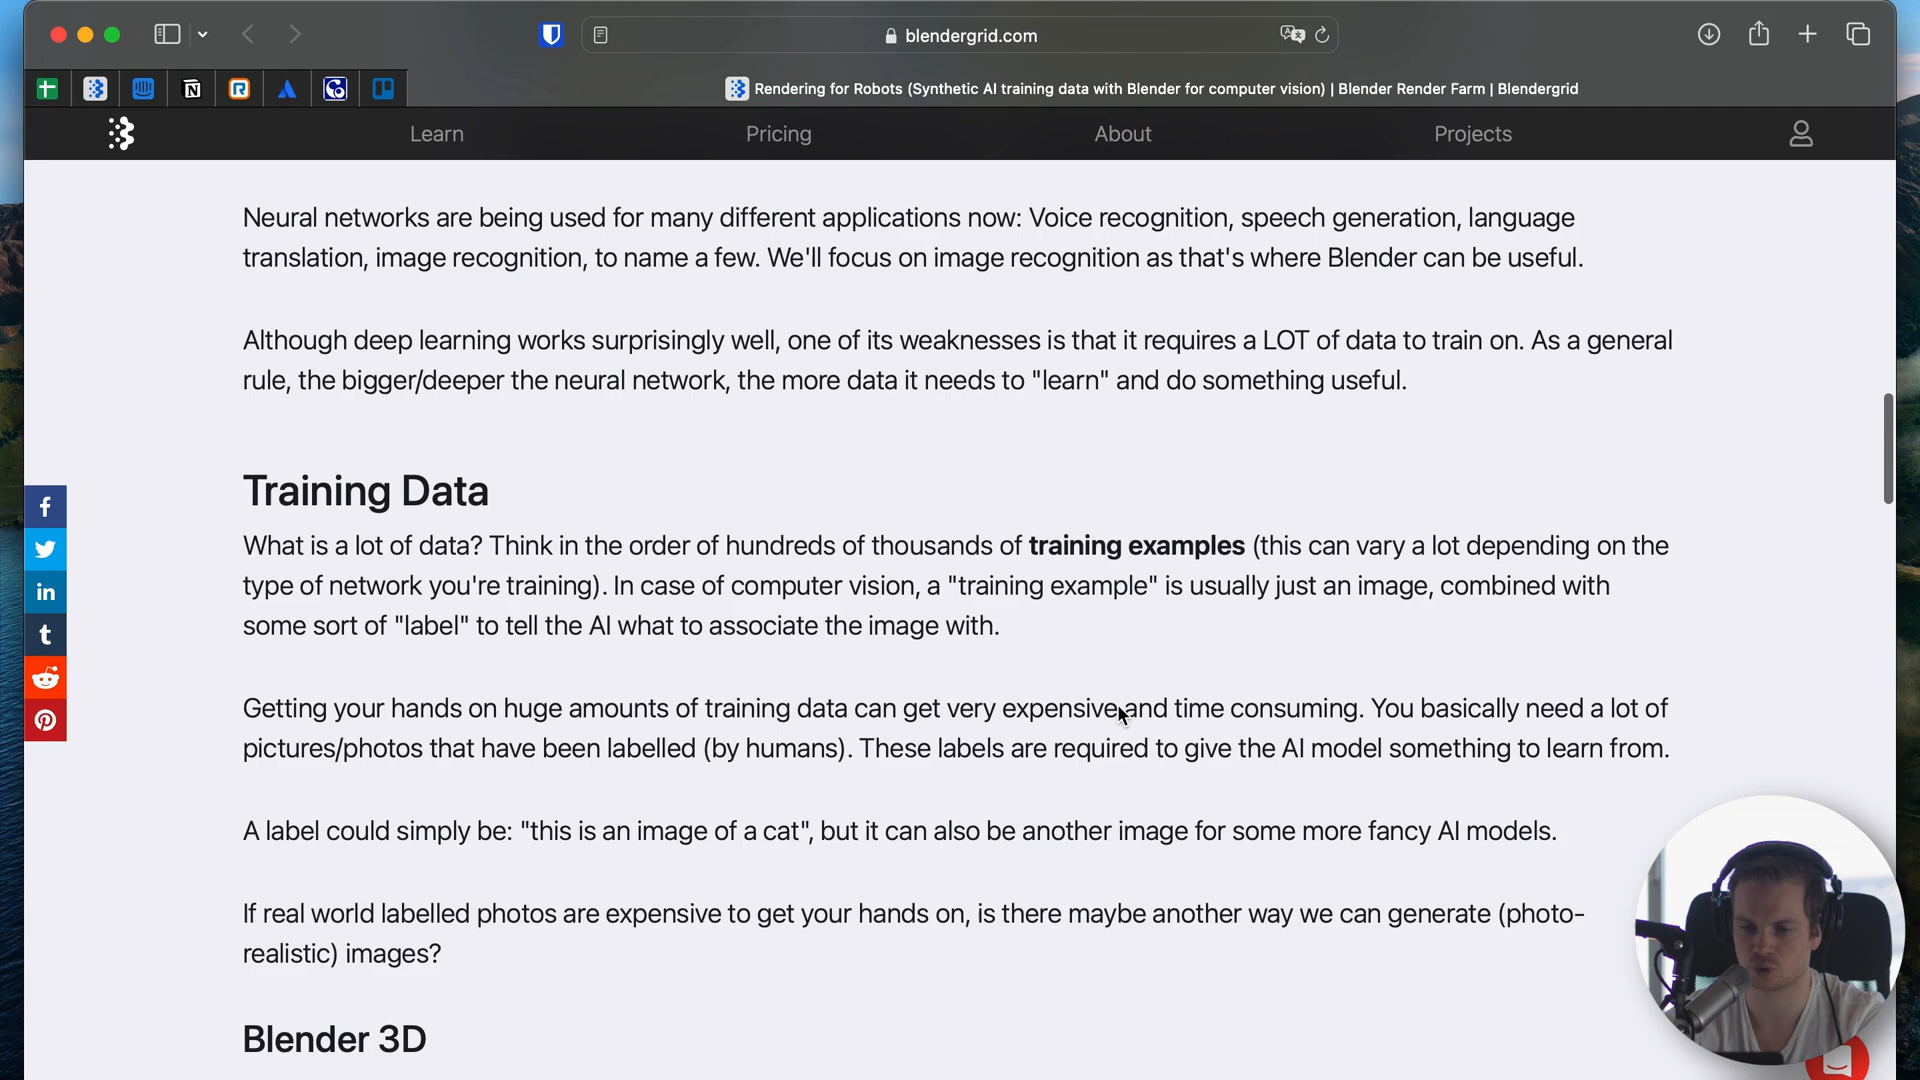 blendergrid.com
Rendering for Robots (Synthetic AI training data with Blender for computer vision) | Blender Render Farm | Blendergrid
Learn Pricing About Projects
Neural networks are being used for many different applications now: Voice recognition, speech generation, language
translation, image recognition, to name a few. We'll focus on image recognition as that's where Blender can be useful.
Although deep learning works surprisingly well, one of its weaknesses is that it requires a LOT of data to train on. As a general
rule, the bigger/deeper the neural network, the more data it needs to "learn" and do something useful.
Training Data
What is a lot of data? Think in the order of hundreds of thousands of training examples (this can vary a lot depending on the
type of network you're training). In case of computer vision, a "training example" is usually just an image, combined with
some sort of "label" to tell the AI what to associate the image with.
Getting your hands on huge amounts of training data can get very expensive and time consuming. You basically need a lot of
pictures/photos that have been labelled (by humans). These labels are required to give the AI model something to learn from.
A label could simply be: "this is an image of a cat", but it can also be another image for some more fancy AI models.
If real world labelled photos are expensive to get your hands on, is there maybe another way we can generate (photo-
realistic) images?
Blender 3D